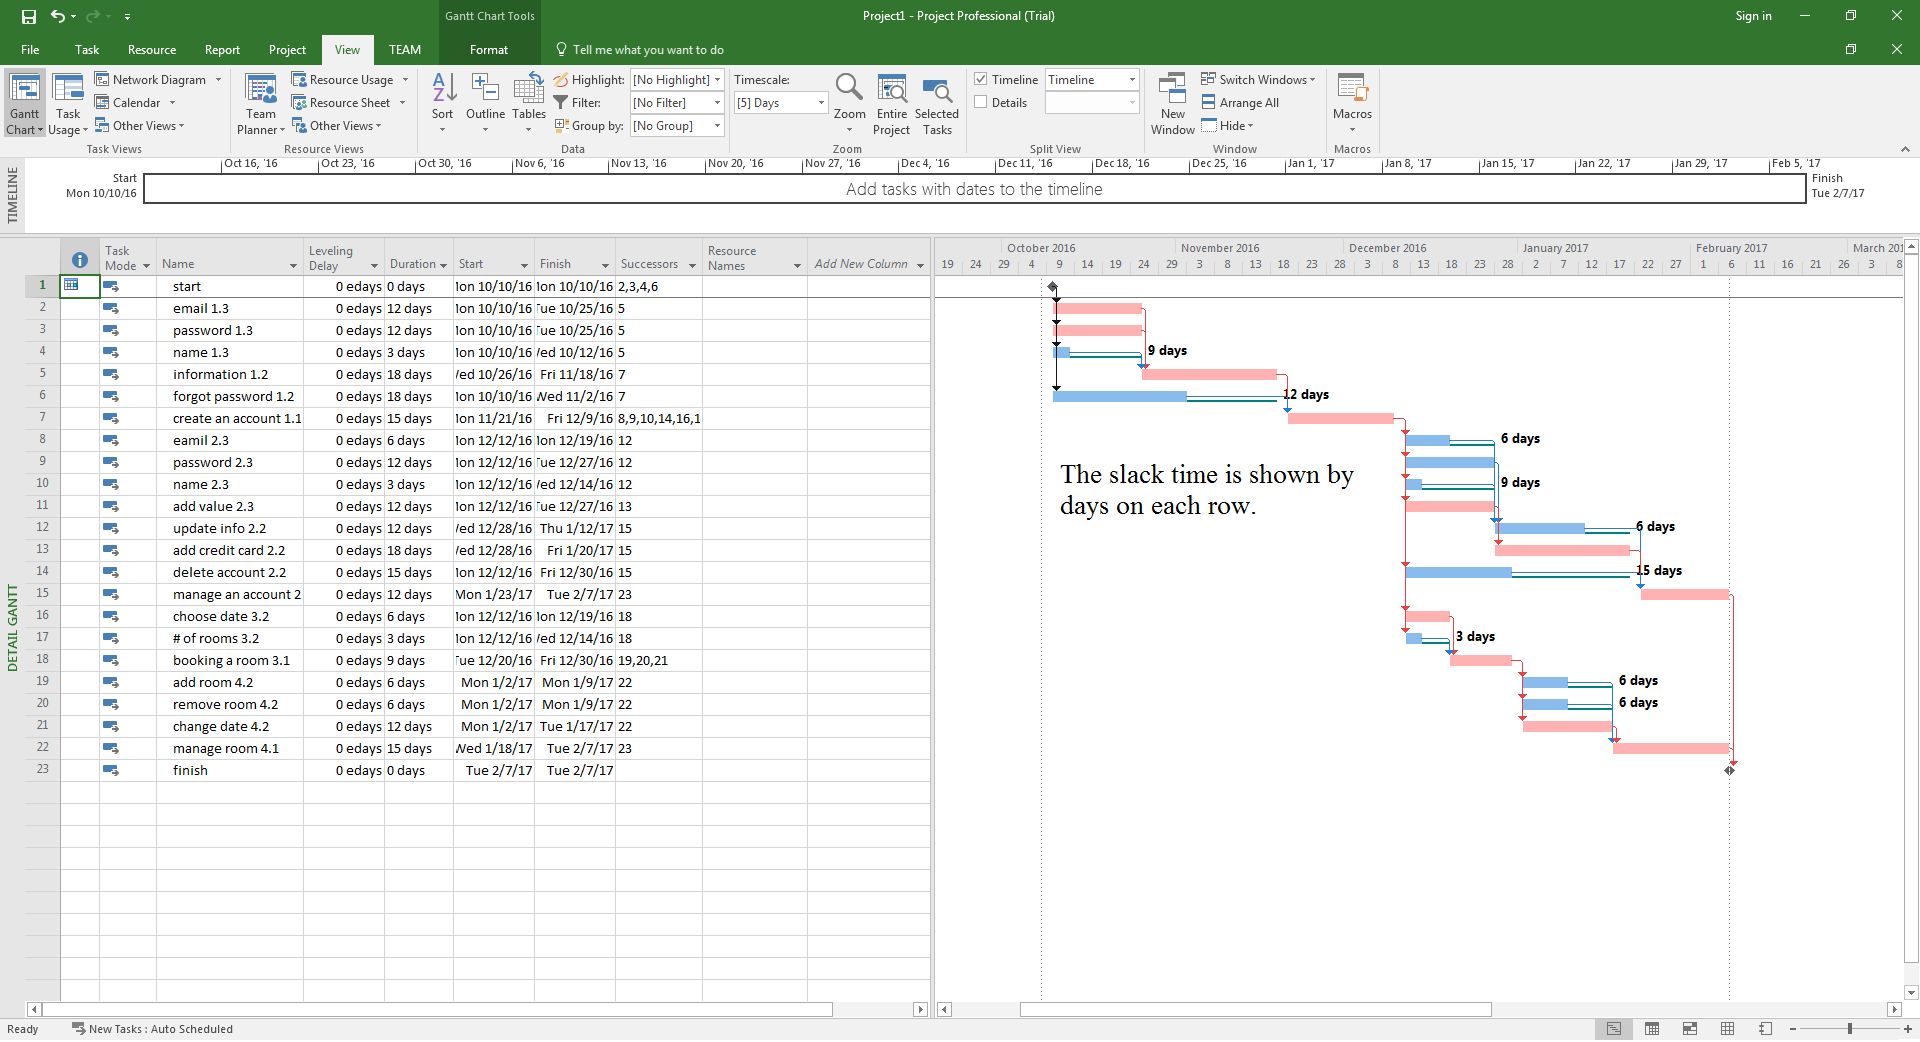 Gantt Chart Tools
Project1 - Project Professional (Trial)
Sign in
File Task Resource Report Project View TEAM Format Tell me what you want to do
Gantt Chart
Task Usage
Network Diagram
Calendar
Other Views
Task Views
Team Planner
Resource Usage
Resource Sheet
Other Views
Resource Views
Sort
Outline
Tables
Highlight: [No Highlight]
Filter: [No Filter]
Group by: [No Group]
Data
Timescale:
[5] Days
Zoom
Entire Project
Selected Tasks
Zoom
Timeline Timeline
Details
Split View
New Window
Switch Windows
Arrange All
Hide
Window
Macros
Macros
TIMELINE
Oct 16, '16 Oct 23, '16 Oct 30, '16 Nov 6, '16 Nov 13, '16 Nov 20, '16 Nov 27, '16 Dec 4, '16 Dec 11, '16 Dec 18, '16 Dec 25, '16 Jan 1, '17 Jan 8, '17 Jan 15, '17 Jan 22, '17 Jan 29, '17 Feb 5, '17
Start
Mon 10/10/16
Add tasks with dates to the timeline
Finish
Tue 2/7/17
DETAIL GANTT
Task Mode Name Leveling Delay Duration Start Finish Successors Resource Names Add New Column
1 start 0 edays 0 days 10/10/16 10/10/16 2,3,4,6
2 email 1.3 0 edays 12 days 10/10/16 10/25/16 5
3 password 1.3 0 edays 12 days 10/10/16 10/25/16 5
4 name 1.3 0 edays 3 days 10/10/16 10/12/16 5
5 information 1.2 0 edays 18 days 10/26/16 Fri 11/18/16 7
6 forgot password 1.2 0 edays 18 days 10/10/16 Wed 11/2/16 7
7 create an account 1.1 0 edays 15 days 11/21/16 Fri 12/9/16 8,9,10,14,16,1
8 eamil 2.3 0 edays 6 days 12/12/16 12/19/16 12
9 password 2.3 0 edays 12 days 12/12/16 12/27/16 12
10 name 2.3 0 edays 3 days 12/12/16 12/14/16 12
11 add value 2.3 0 edays 12 days 12/12/16 12/27/16 13
12 update info 2.2 0 edays 12 days 12/28/16 Thu 1/12/17 15
13 add credit card 2.2 0 edays 18 days 12/28/16 Fri 1/20/17 15
14 delete account 2.2 0 edays 15 days 12/12/16 Fri 12/30/16 15
15 manage an account 2 0 edays 12 days Mon 1/23/17 Tue 2/7/17 23
16 choose date 3.2 0 edays 6 days 12/12/16 12/19/16 18
17 # of rooms 3.2 0 edays 3 days 12/12/16 12/14/16 18
18 booking a room 3.1 0 edays 9 days 12/20/16 Fri 12/30/16 19,20,21
19 add room 4.2 0 edays 6 days Mon 1/2/17 Mon 1/9/17 22
20 remove room 4.2 0 edays 6 days Mon 1/2/17 Mon 1/9/17 22
21 change date 4.2 0 edays 12 days Mon 1/2/17 Tue 1/17/17 22
22 manage room 4.1 0 edays 15 days Wed 1/18/17 Tue 2/7/17 23
23 finish 0 edays 0 days Tue 2/7/17 Tue 2/7/17
October 2016 November 2016 December 2016 January 2017 February 2017 March 201
19 24 29 4 9 14 19 24 29 3 8 13 18 23 28 3 8 13 18 23 28 2 7 12 17 22 27 1 6 11 16 21 26 3 8
9 days
12 days
6 days
The slack time is shown by
days on each row.
9 days
6 days
15 days
3 days
6 days
6 days
Ready New Tasks : Auto Scheduled